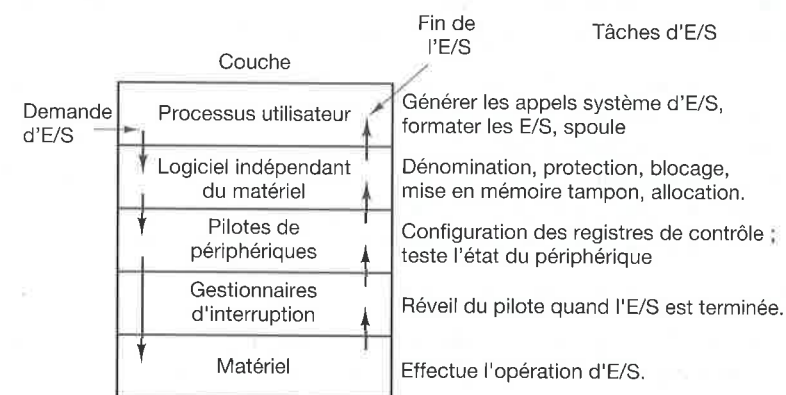 Fin de
l'E/S
Tâches d'E/S
Couche
Demande
d'E/S
Processus utilisateur
Générer les appels système d'E/S,
formater les E/S, spoule
Logiciel indépendant
du matériel
Dénomination, protection, blocage,
mise en mémoire tampon, allocation.
Pilotes de
périphériques
Configuration des registres de contrôle ;
teste l'état du périphérique
Gestionnaires
d'interruption
Réveil du pilote quand l'E/S est terminée.
Matériel
Effectue l'opération d'E/S.